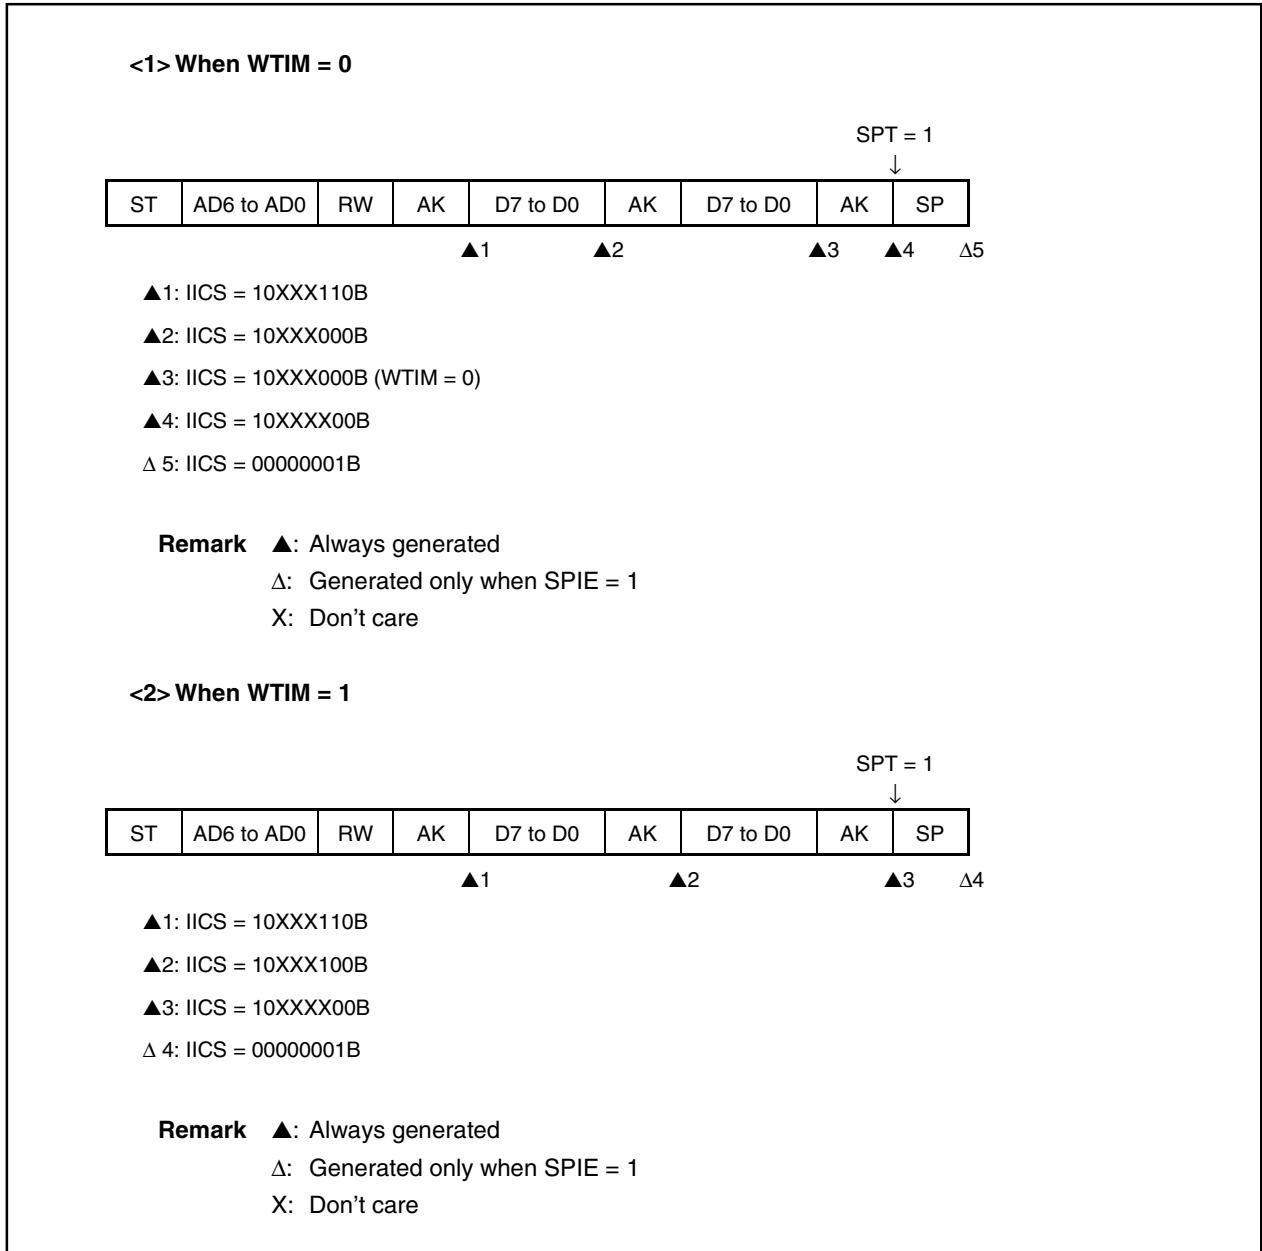 <1> When WTIM = 0
SPT = 1
↓
ST AD6 to AD0 RW AK D7 to D0 AK D7 to D0 AK SP
▲1 ▲2 ▲3 ▲4 Δ5
▲1: IICS = 10XXX110B
▲2: IICS = 10XXX000B
▲3: IICS = 10XXX000B (WTIM = 0)
▲4: IICS = 10XXXX00B
Δ 5: IICS = 00000001B
Remark ▲: Always generated
Δ: Generated only when SPIE = 1
X: Don't care
<2> When WTIM = 1
SPT = 1
↓
ST AD6 to AD0 RW AK D7 to D0 AK D7 to D0 AK SP
▲1 ▲2 ▲3 Δ4
▲1: IICS = 10XXX110B
▲2: IICS = 10XXX100B
▲3: IICS = 10XXXX00B
Δ 4: IICS = 00000001B
Remark ▲: Always generated
Δ: Generated only when SPIE = 1
X: Don't care